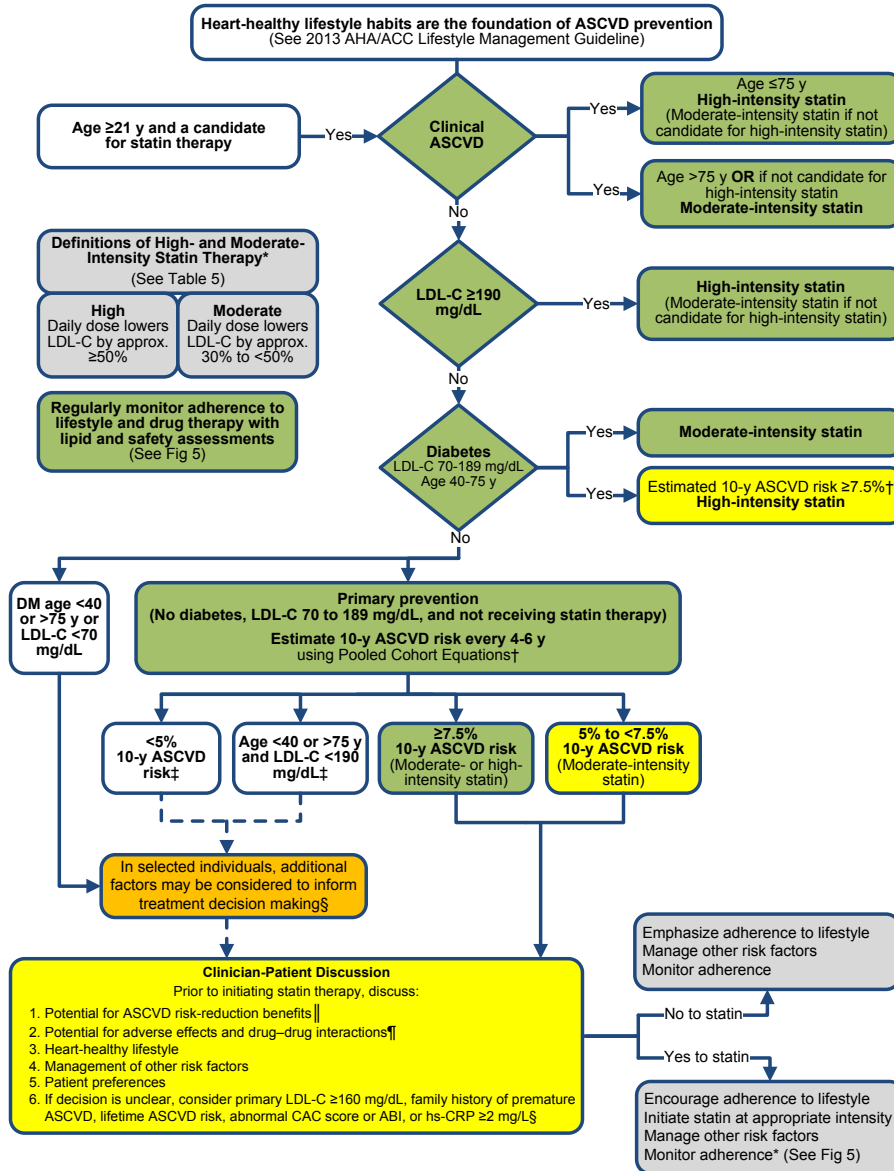 Heart-healthy lifestyle habits are the foundation of ASCVD prevention
(See 2013 AHA/ACC Lifestyle Management Guideline)
Age ≥21 y and a candidate
for statin therapy
Yes
Clinical
ASCVD
Yes
Age ≤75 y
High-intensity statin
(Moderate-intensity statin if not
candidate for high-intensity statin)
Yes
Age >75 y OR if not candidate for
high-intensity statin
Moderate-intensity statin
No
Definitions of High- and Moderate-
Intensity Statin Therapy*
(See Table 5)
High
Daily dose lowers
LDL-C by approx.
≥50%
Moderate
Daily dose lowers
LDL-C by approx.
30% to <50%
LDL-C ≥190
mg/dL
Yes
High-intensity statin
(Moderate-intensity statin if not
candidate for high-intensity statin)
No
Regularly monitor adherence to
lifestyle and drug therapy with
lipid and safety assessments
(See Fig 5)
Diabetes
LDL-C 70-189 mg/dL
Age 40-75 y
Yes
Moderate-intensity statin
Yes
Estimated 10-y ASCVD risk ≥7.5%†
High-intensity statin
No
DM age <40
or >75 y or
LDL-C <70
mg/dL
Primary prevention
(No diabetes, LDL-C 70 to 189 mg/dL, and not receiving statin therapy)
Estimate 10-y ASCVD risk every 4-6 y
using Pooled Cohort Equations†
<5%
10-y ASCVD
risk‡
Age <40 or >75 y
and LDL-C <190
mg/dL‡
≥7.5%
10-y ASCVD risk
(Moderate- or high-
intensity statin)
5% to <7.5%
10-y ASCVD risk
(Moderate-intensity
statin)
In selected individuals, additional
factors may be considered to inform
treatment decision making§
Clinician-Patient Discussion
Prior to initiating statin therapy, discuss:
1. Potential for ASCVD risk-reduction benefits‖
2. Potential for adverse effects and drug–drug interactions¶
3. Heart-healthy lifestyle
4. Management of other risk factors
5. Patient preferences
6. If decision is unclear, consider primary LDL-C ≥160 mg/dL, family history of premature
ASCVD, lifetime ASCVD risk, abnormal CAC score or ABI, or hs-CRP ≥2 mg/L§
Emphasize adherence to lifestyle
Manage other risk factors
Monitor adherence
No to statin
Yes to statin
Encourage adherence to lifestyle
Initiate statin at appropriate intensity
Manage other risk factors
Monitor adherence* (See Fig 5)